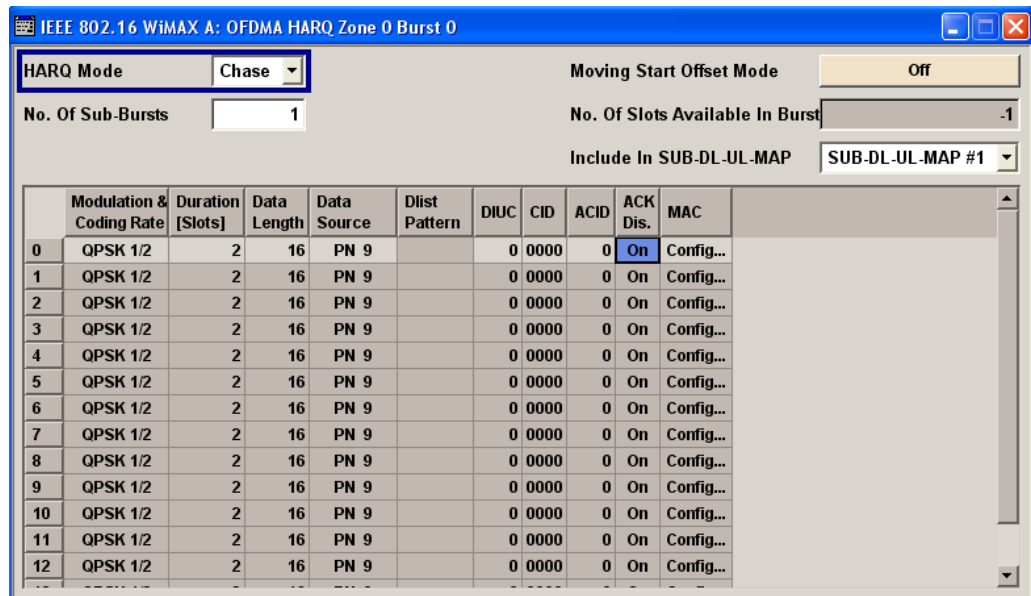 IEEE 802.16 WiMAX A: OFDMA HARQ Zone 0 Burst 0
HARQ Mode Chase Moving Start Offset Mode Off
No. Of Sub-Bursts 1 No. Of Slots Available In Burst -1
Include In SUB-DL-UL-MAP SUB-DL-UL-MAP #1
Modulation & Duration Data Data Dlist DIUC CID ACID ACK MAC
Coding Rate [Slots] Length Source Pattern Dis.
0 QPSK 1/2 2 16 PN 9 0 0000 0 On Config...
1 QPSK 1/2 2 16 PN 9 0 0000 0 On Config...
2 QPSK 1/2 2 16 PN 9 0 0000 0 On Config...
3 QPSK 1/2 2 16 PN 9 0 0000 0 On Config...
4 QPSK 1/2 2 16 PN 9 0 0000 0 On Config...
5 QPSK 1/2 2 16 PN 9 0 0000 0 On Config...
6 QPSK 1/2 2 16 PN 9 0 0000 0 On Config...
7 QPSK 1/2 2 16 PN 9 0 0000 0 On Config...
8 QPSK 1/2 2 16 PN 9 0 0000 0 On Config...
9 QPSK 1/2 2 16 PN 9 0 0000 0 On Config...
10 QPSK 1/2 2 16 PN 9 0 0000 0 On Config...
11 QPSK 1/2 2 16 PN 9 0 0000 0 On Config...
12 QPSK 1/2 2 16 PN 9 0 0000 0 On Config...